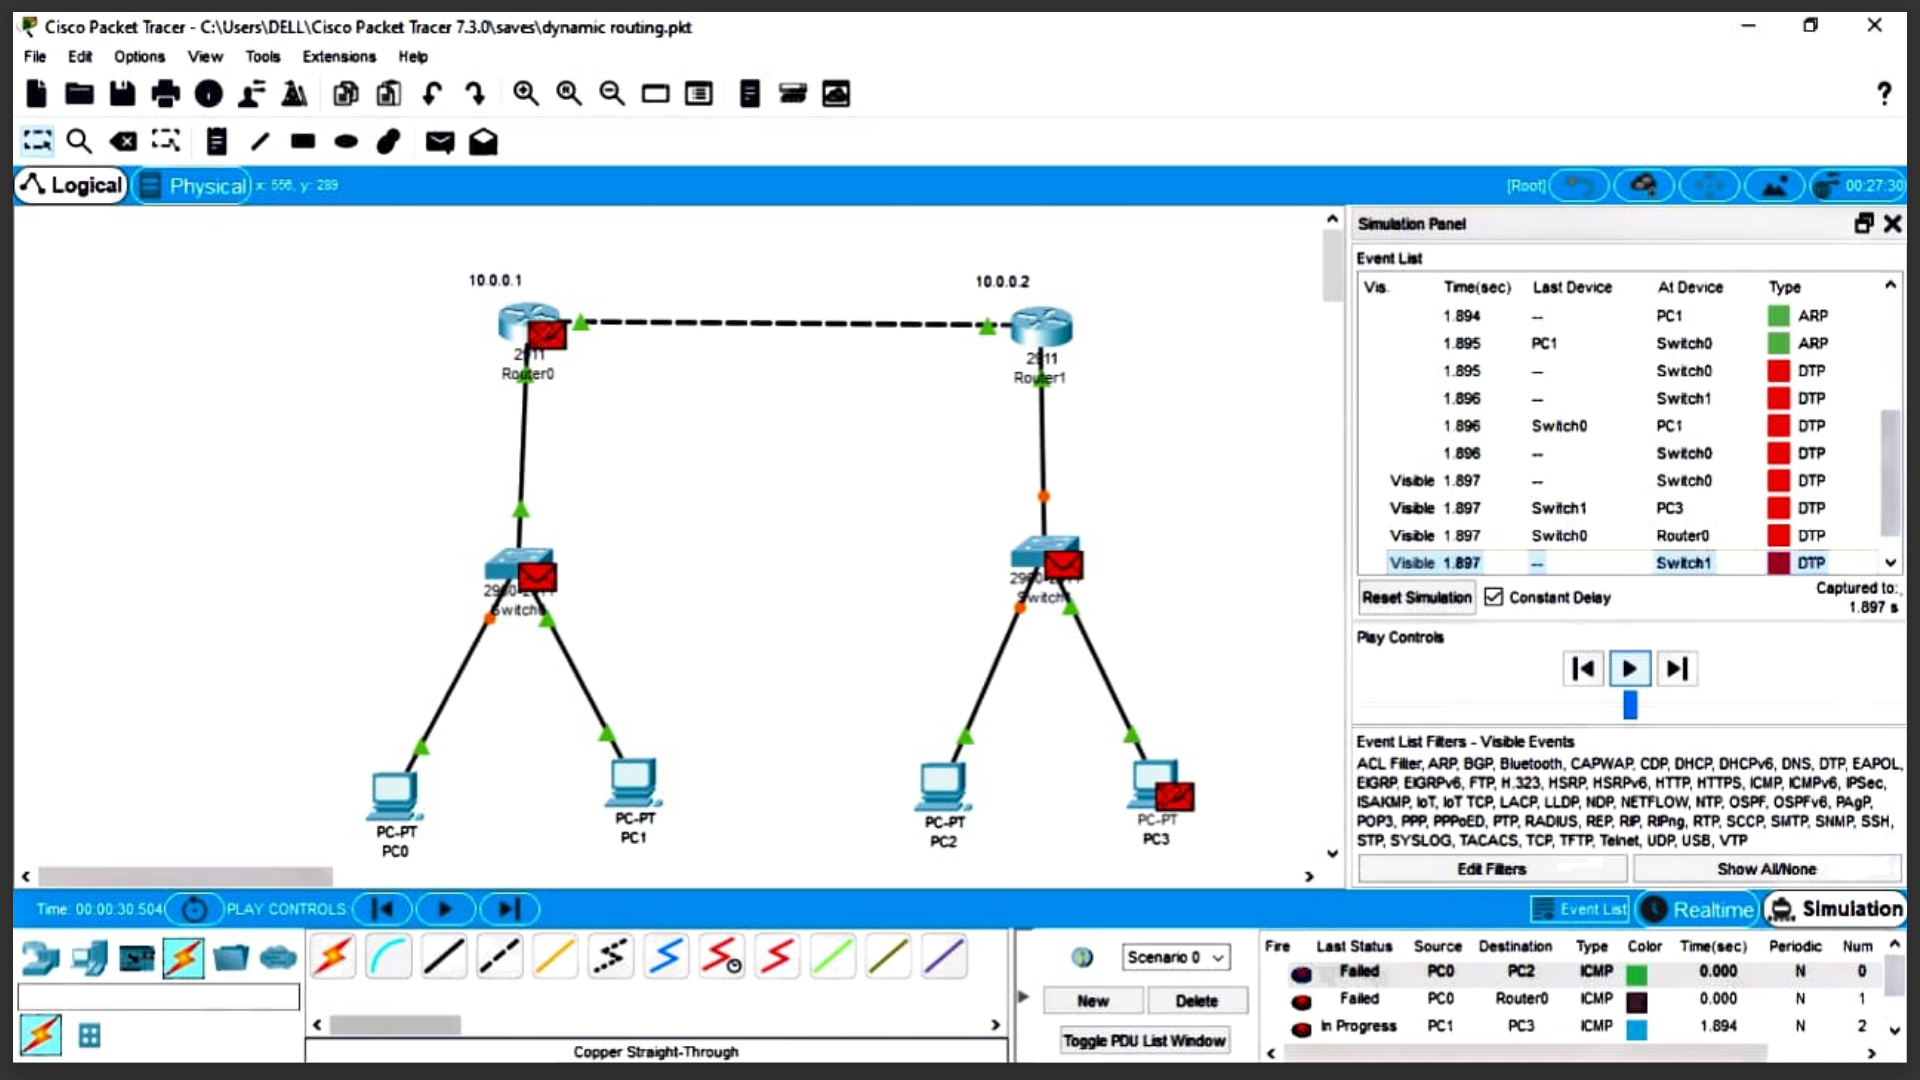 Cisco Packet Tracer - C:\Users\DELL\Cisco Packet Tracer 7.3.0\saves\dynamic routing.pkt
File Edit Options View Tools Extensions Help
?
Logical Physical x: 556, y: 289 [Root] 00:27:30
Simulation Panel
Event List
Vis. Time(sec) Last Device At Device Type
1.894 -- PC1 ARP
1.895 PC1 Switch0 ARP
1.895 -- Switch0 DTP
1.896 -- Switch1 DTP
1.896 Switch0 PC1 DTP
1.896 -- Switch0 DTP
Visible 1.897 -- Switch0 DTP
Visible 1.897 Switch1 PC3 DTP
Visible 1.897 Switch0 Router0 DTP
Visible 1.897 -- Switch1 DTP
Reset Simulation Constant Delay Captured to:
1.897 s
Play Controls
Event List Filters - Visible Events
ACL Filter, ARP, BGP, Bluetooth, CAPWAP, CDP, DHCP, DHCPv6, DNS, DTP, EAPOL,
EIGRP, EIGRPv6, FTP, H.323, HSRP, HSRPv6, HTTP, HTTPS, ICMP, ICMPv6, IPSec,
ISAKMP, IoT, IoT TCP, LACP, LLDP, NDP, NETFLOW, NTP, OSPF, OSPFv6, PAgP,
POP3, PPP, PPPoED, PTP, RADIUS, REP, RIP, RIPng, RTP, SCCP, SMTP, SNMP, SSH,
STP, SYSLOG, TACACS, TCP, TFTP, Telnet, UDP, USB, VTP
Edit Filters Show All/None
10.0.0.1 10.0.0.2
2911
Router0
2911
Router1
Switch
Switch
PC-PT
PC0
PC-PT
PC1
PC-PT
PC2
PC-PT
PC3
Time: 00:00:30.504 PLAY CONTROLS: Event List Realtime Simulation
Scenario 0
New Delete
Toggle PDU List Window
Copper Straight-Through
Fire Last Status Source Destination Type Color Time(sec) Periodic Num
Failed PC0 PC2 ICMP 0.000 N 0
Failed PC0 Router0 ICMP 0.000 N 1
In Progress PC1 PC3 ICMP 1.894 N 2